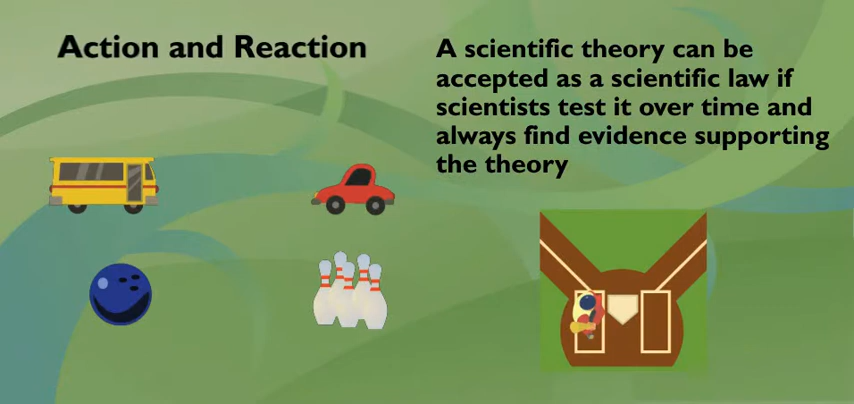 Action and Reaction
A scientific theory can be
accepted as a scientific law if
scientists test it over time and
always find evidence supporting
the theory